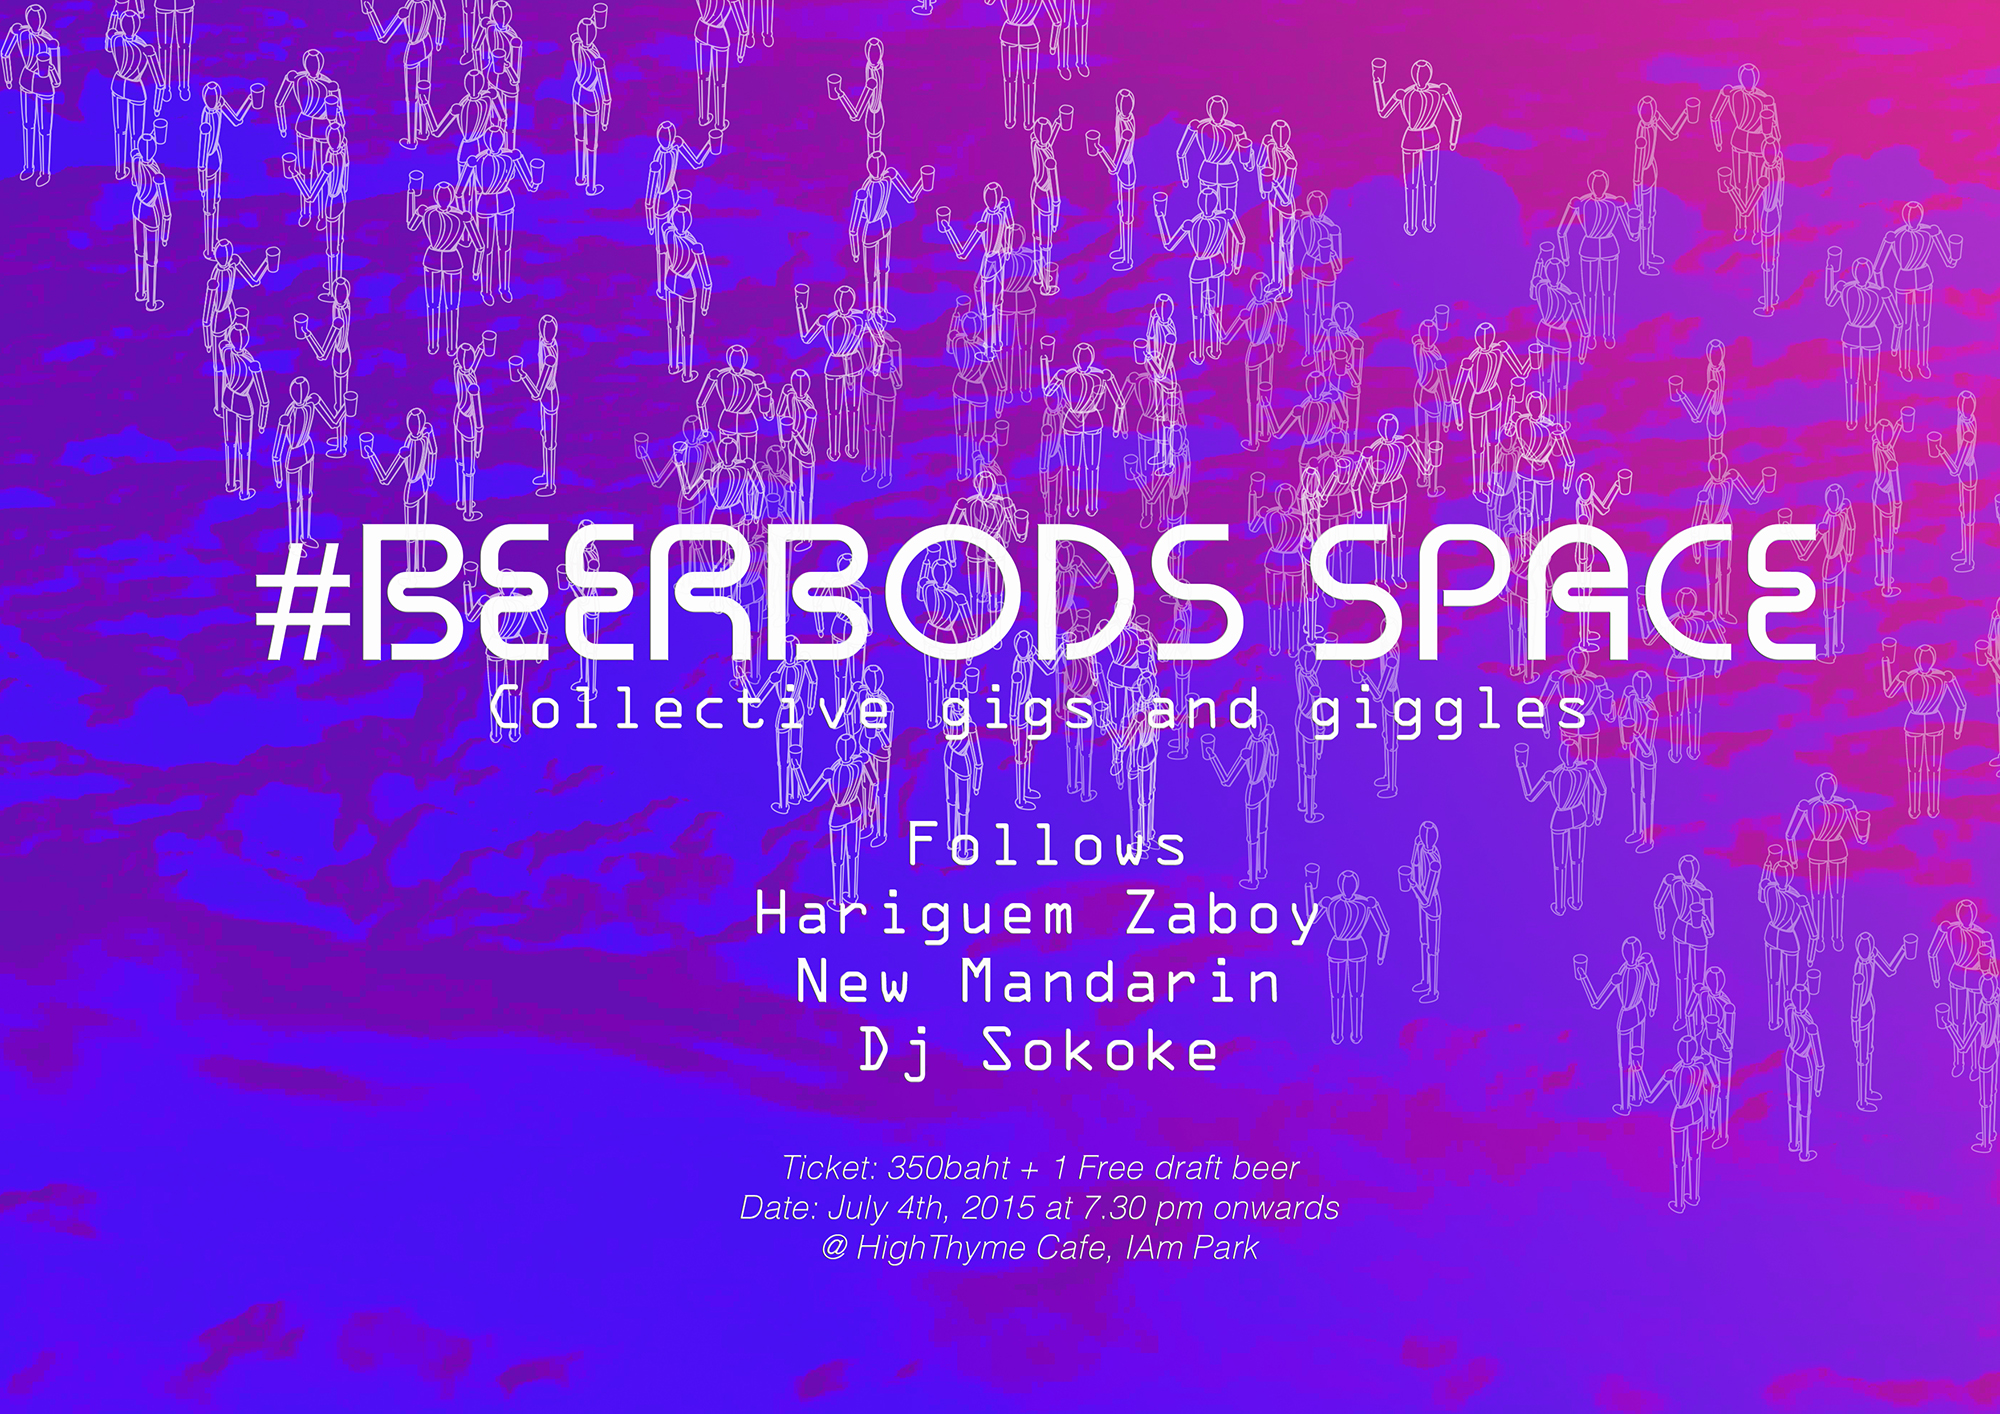 #BEERBODS SPACE
Collective gigs and giggles
Follows
Hariguem Zaboy
New Mandarin
Dj Sokoke
Ticket: 350baht + 1 Free draft beer
Date: July 4th, 2015 at 7.30 pm onwards
@ HighThyme Cafe, IAm Park